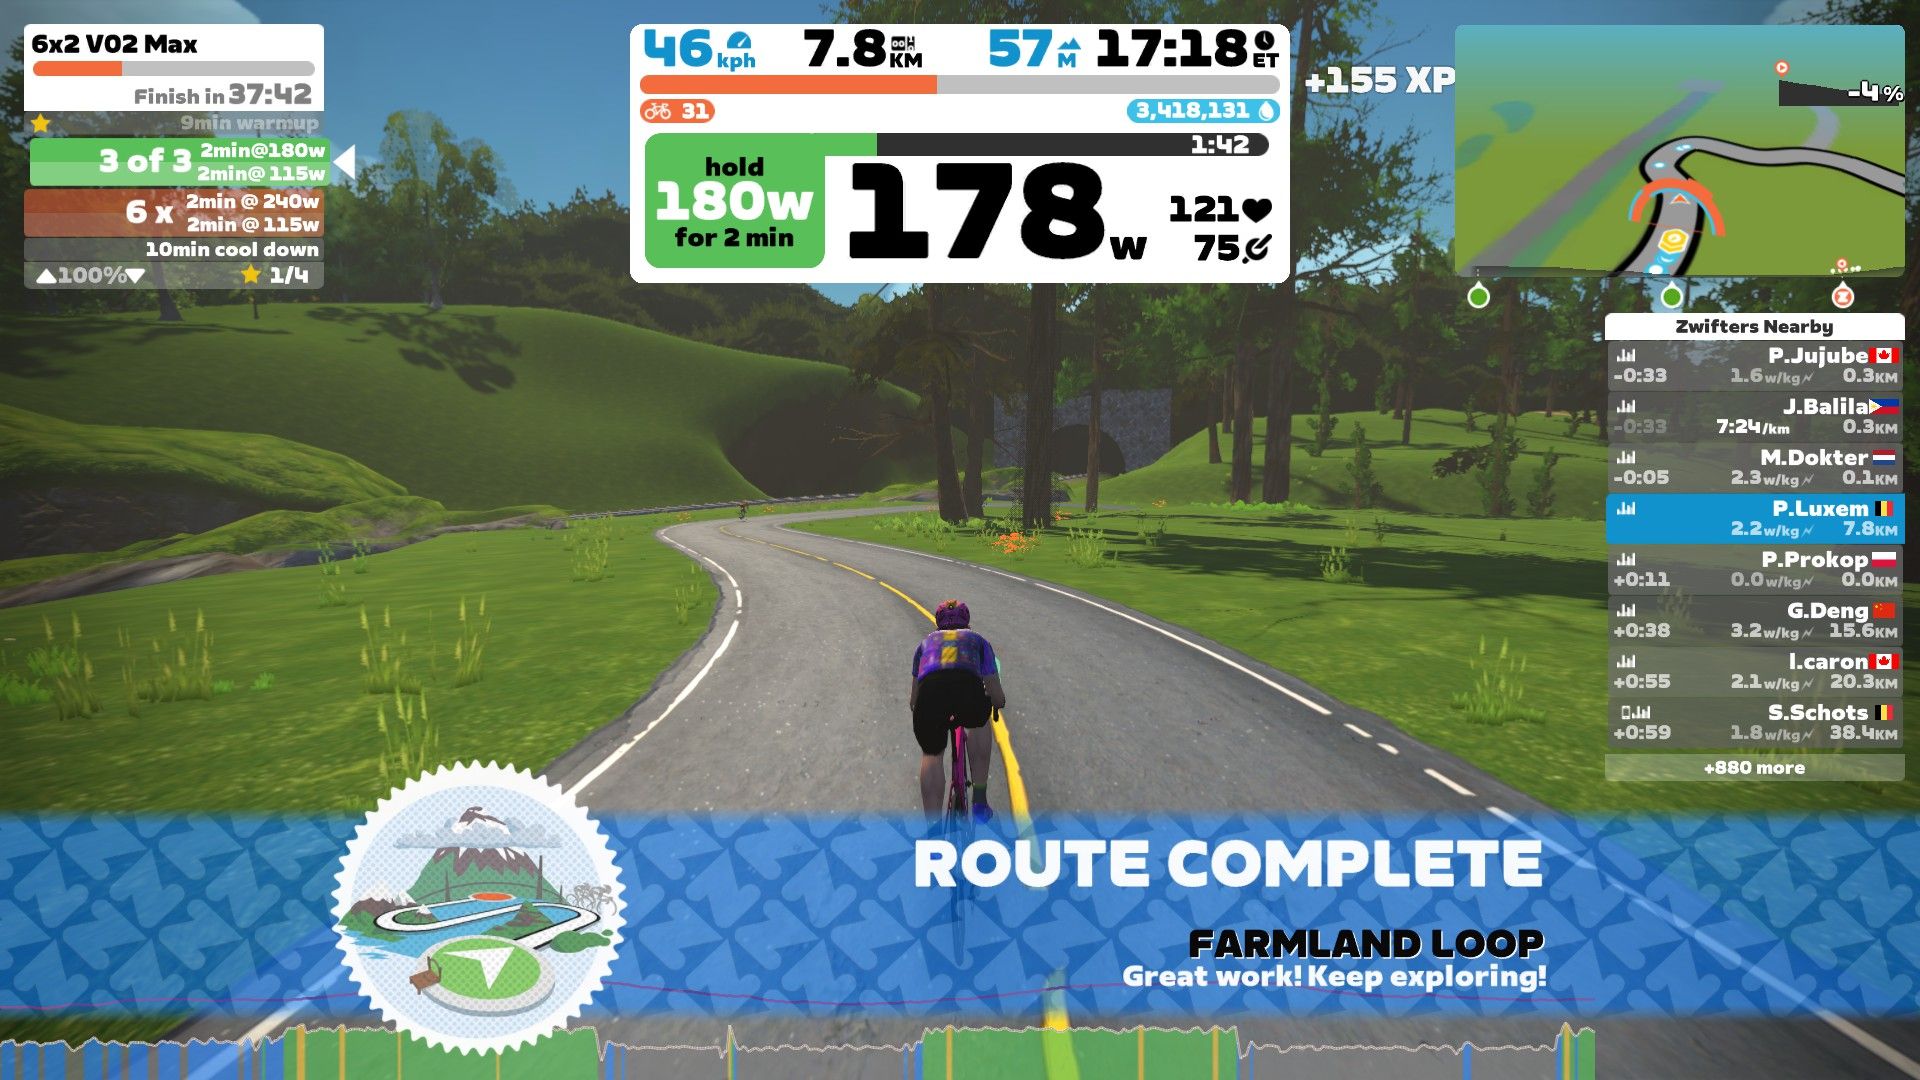 6x2 V02 Max
Finish in 37:42
9min warmup
3 of 3 2min@180w
2min@ 115w
6 x 2min @ 240w
2min @ 115w
10min cool down
100% 1/4
46 kph 7.8 KM 57 M 17:18 ET
31 3,418,131
1:42
hold
180w
for 2 min
178 w
121
75
+155 XP
-4%
Zwifters Nearby
P.Jujube
-0:33 1.6w/kg 0.3KM
J.Balila
-0:33 7:24/km 0.3KM
M.Dokter
-0:05 2.3w/kg 0.1KM
P.Luxem
2.2w/kg 7.8KM
P.Prokop
+0:11 0.0w/kg 0.0KM
G.Deng
+0:38 3.2w/kg 15.6KM
I.caron
+0:55 2.1w/kg 20.3KM
S.Schots
+0:59 1.8w/kg 38.4KM
+880 more
ROUTE COMPLETE
FARMLAND LOOP
Great work! Keep exploring!